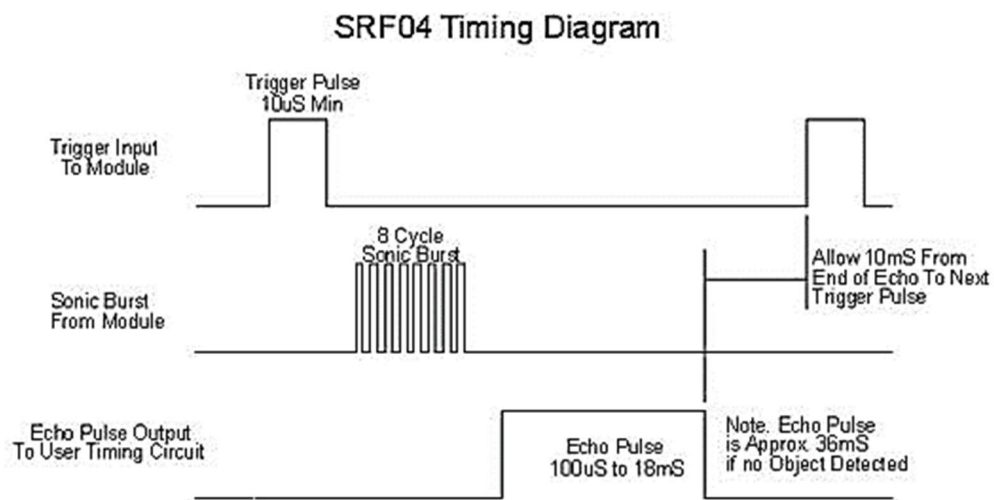 SRF04 Timing Diagram
Trigger Pulse
10uS Min
Trigger Input
To Module
8 Cycle
Sonic Burst
Allow 10mS From
End of Echo To Next
Trigger Pulse
Sonic Burst
From Module
Echo Pulse Output
To User Timing Circuit
Echo Pulse
100uS to 18mS
Note. Echo Pulse
is Approx. 36mS
if no Object Detected